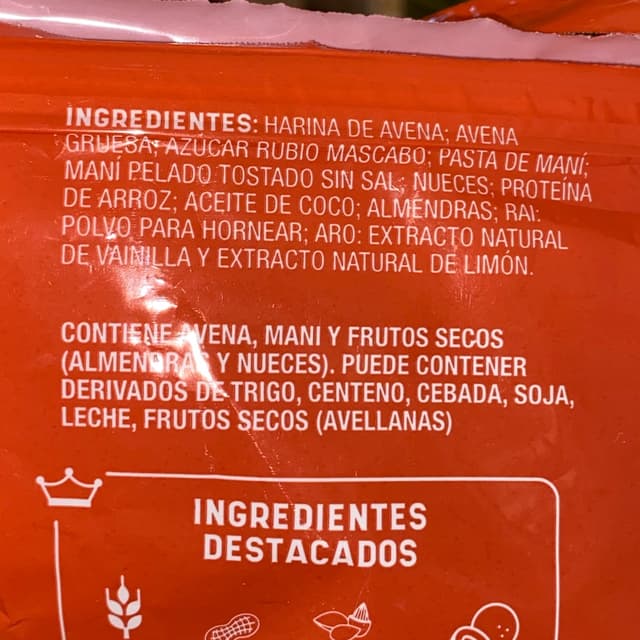 INGREDIENTES: HARINA DE AVENA; AVENA
GRUESA; AZUCAR RUBIO MASCABO; PASTA DE MANÍ;
MANÍ PELADO TOSTADO SIN SAL; NUECES; PROTEÍNA
DE ARROZ; ACEITE DE COCO; ALMENDRAS; RAI:
POLVO PARA HORNEAR; ARO: EXTRACTO NATURAL
DE VAINILLA Y EXTRACTO NATURAL DE LIMÓN.
CONTIENE AVENA, MANI Y FRUTOS SECOS
(ALMENDRAS Y NUECES). PUEDE CONTENER
DERIVADOS DE TRIGO, CENTENO, CEBADA, SOJA,
LECHE, FRUTOS SECOS (AVELLANAS)
INGREDIENTES
DESTACADOS